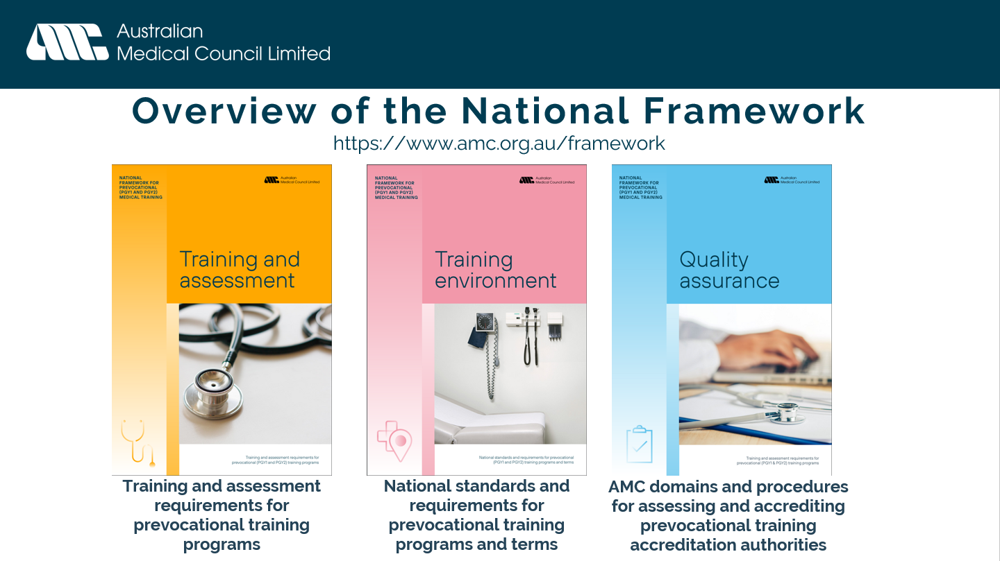 Australian
Medical Council Limited
Overview of the National Framework
https://www.amc.org.au/framework
NATIONAL
FRAMEWORK FOR
PREVOCATIONAL
(PGY1 AND PGY2)
MEDICAL TRAINING
Australian
Medical Council Limited
Training and
assessment
Training and assessment requirements for
prevocational (PGY1 and PGY2) training programs
Training and assessment
requirements for
prevocational training
programs
NATIONAL
FRAMEWORK FOR
PREVOCATIONAL
(PGY1 AND PGY2)
MEDICAL TRAINING
Australian
Medical Council Limited
Training
environment
National standards and requirements for prevocational
(PGY1 and PGY2) training programs and terms
National standards and
requirements for
prevocational training
programs and terms
NATIONAL
FRAMEWORK FOR
PREVOCATIONAL
(PGY1 AND PGY2)
MEDICAL TRAINING
Australian
Medical Council Limited
Quality
assurance
Training and assessment requirements for
prevocational (PGY1 & PGY2) training programs
AMC domains and procedures
for assessing and accrediting
prevocational training
accreditation authorities